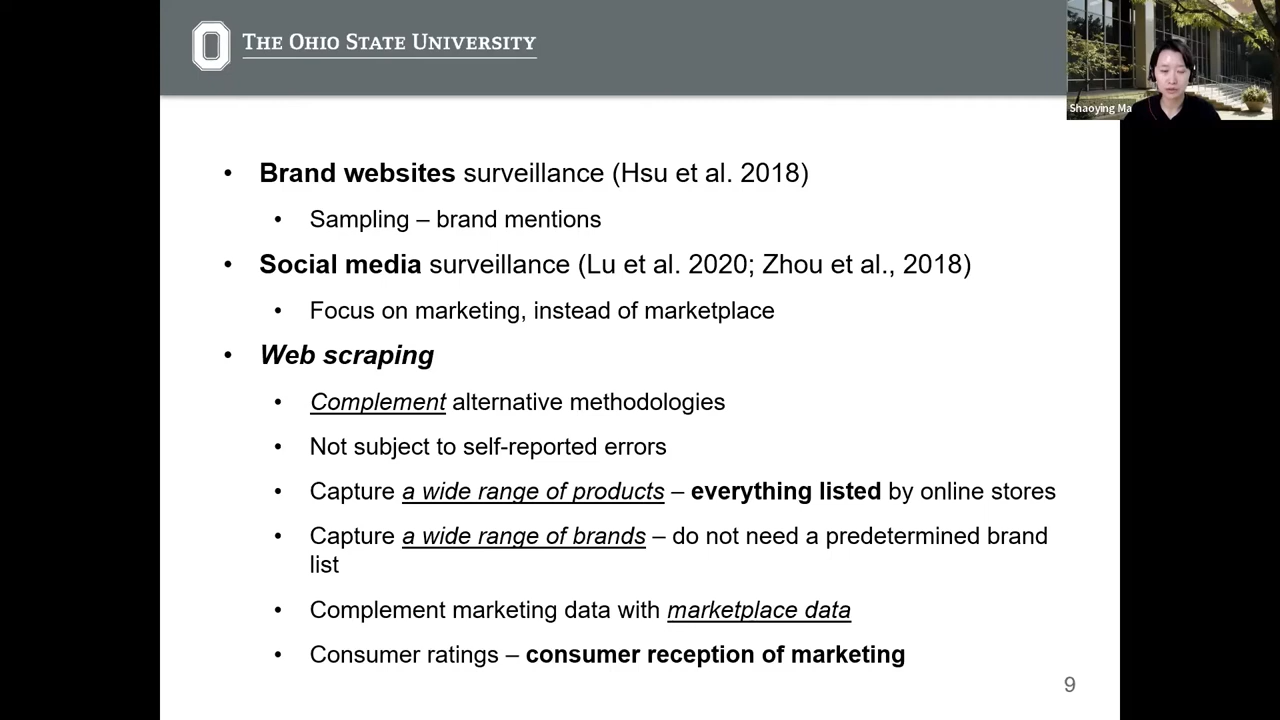 THE OHIO STATE UNIVERSITY
Shaoying Ma
• Brand websites surveillance (Hsu et al. 2018)
• Sampling – brand mentions
• Social media surveillance (Lu et al. 2020; Zhou et al., 2018)
• Focus on marketing, instead of marketplace
• Web scraping
• Complement alternative methodologies
• Not subject to self-reported errors
• Capture a wide range of products – everything listed by online stores
• Capture a wide range of brands – do not need a predetermined brand
list
• Complement marketing data with marketplace data
• Consumer ratings – consumer reception of marketing
9